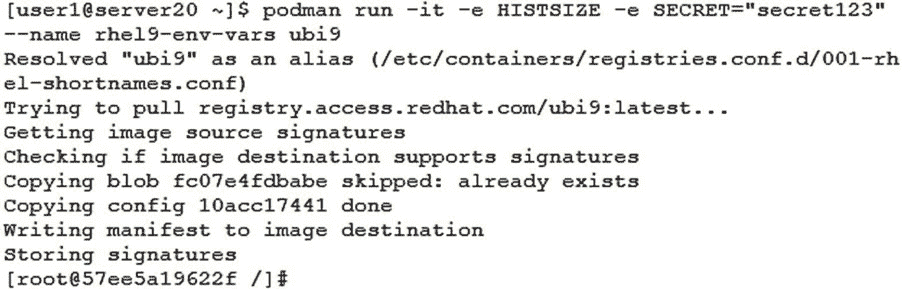 [user1@server20 ~]$ podman run -it -e HISTSIZE -e SECRET="secret123"
--name rhel9-env-vars ubi9
Resolved "ubi9" as an alias (/etc/containers/registries.conf.d/001-rh
el-shortnames.conf)
Trying to pull registry.access.redhat.com/ubi9:latest...
Getting image source signatures
Checking if image destination supports signatures
Copying blob fc07e4fdbabe skipped: already exists
Copying config 10acc17441 done
Writing manifest to image destination
Storing signatures
[root@57ee5a19622f /]#